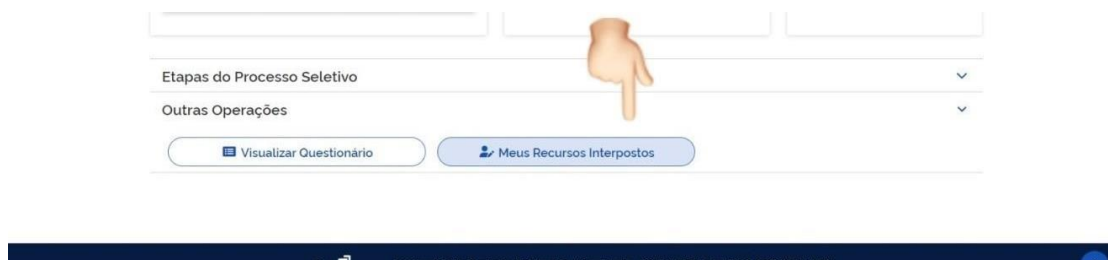 Etapas do Processo Seletivo
Outras Operações
Visualizar Questionário
Meus Recursos Interpostos